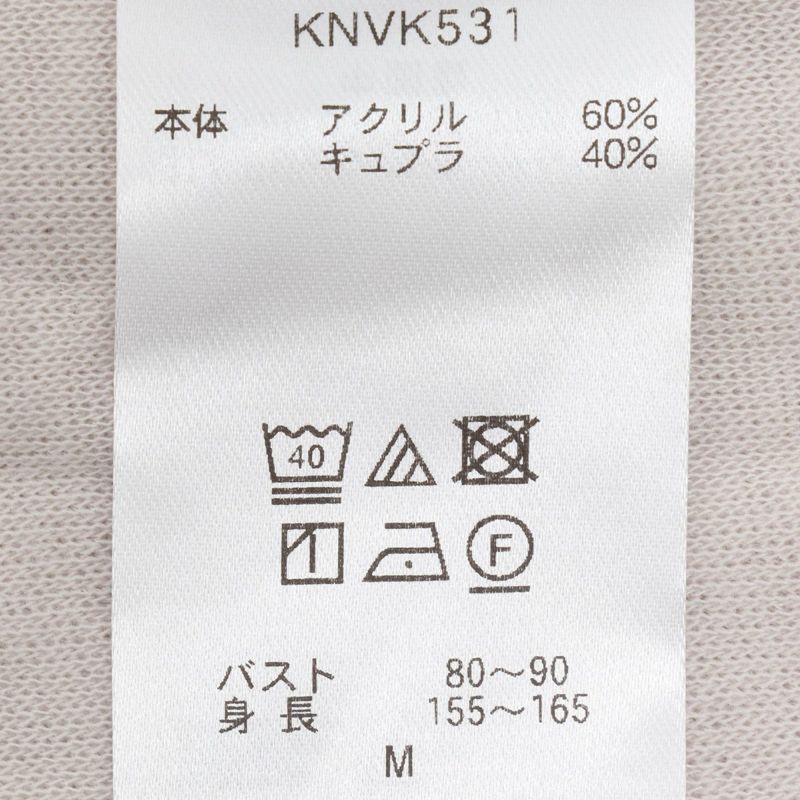 KNVK531
本体 アクリル 60%
キュプラ 40%
40
F
バスト 80～90
身長 155～165
M